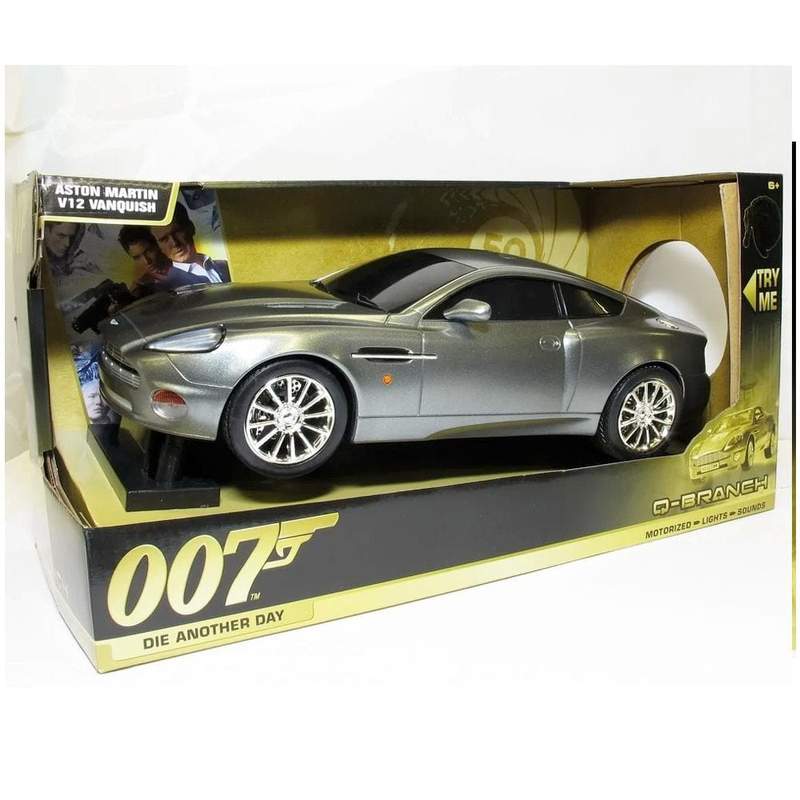 ASTON MARTIN
V12 VANQUISH
50
6+
TRY
ME
Q-BRANCH
MOTORIZED LIGHTS SOUNDS
007
TM
DIE ANOTHER DAY